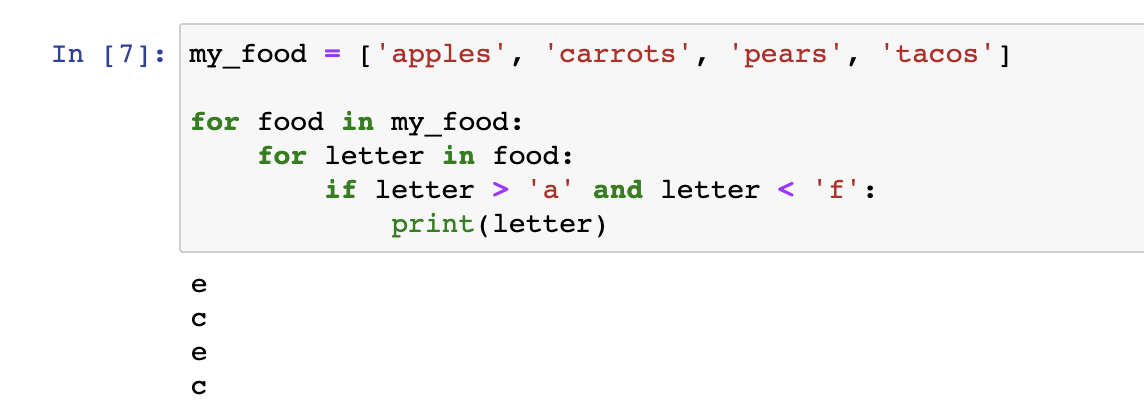 In [7]: my_food = ['apples', 'carrots', 'pears', 'tacos']
for food in my_food:
    for letter in food:
        if letter > 'a' and letter < 'f':
            print(letter)
e
c
e
c